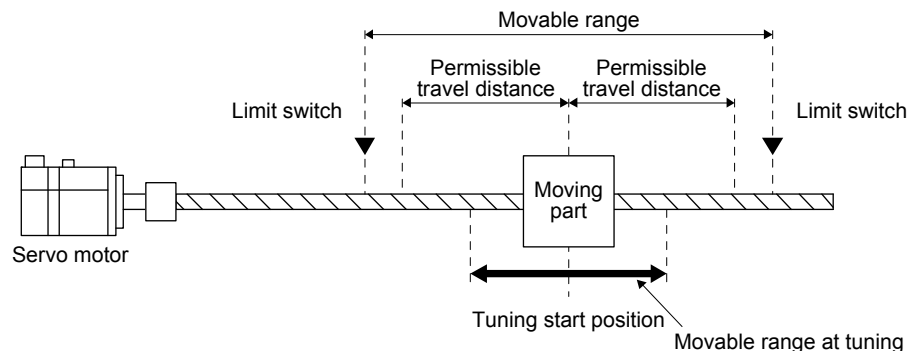 Movable range
Permissible
travel distance
Permissible
travel distance
Limit switch
Limit switch
Moving
part
Servo motor
Tuning start position
Movable range at tuning